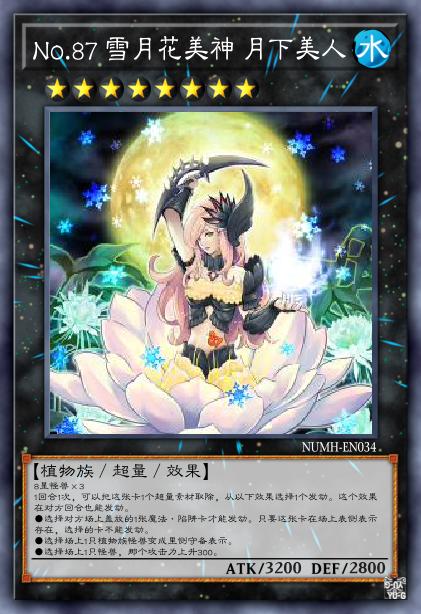 No.87 雪月花美神 月下美人 水
NUMH-EN034
【植物族／超量／效果】
8星怪兽×3
1回合1次，可以把这张卡1个超量素材取除，从以下效果选择1个发动。这个效果
在对方回合也能发动。
●选择对方场上盖放的1张魔法·陷阱卡才能发动。只要这张卡在场上表侧表示
存在，选择的卡不能发动。
●选择场上1只植物族怪兽变成里侧守备表示。
●选择场上1只怪兽，那个攻击力上升300。
ATK/3200 DEF/2800